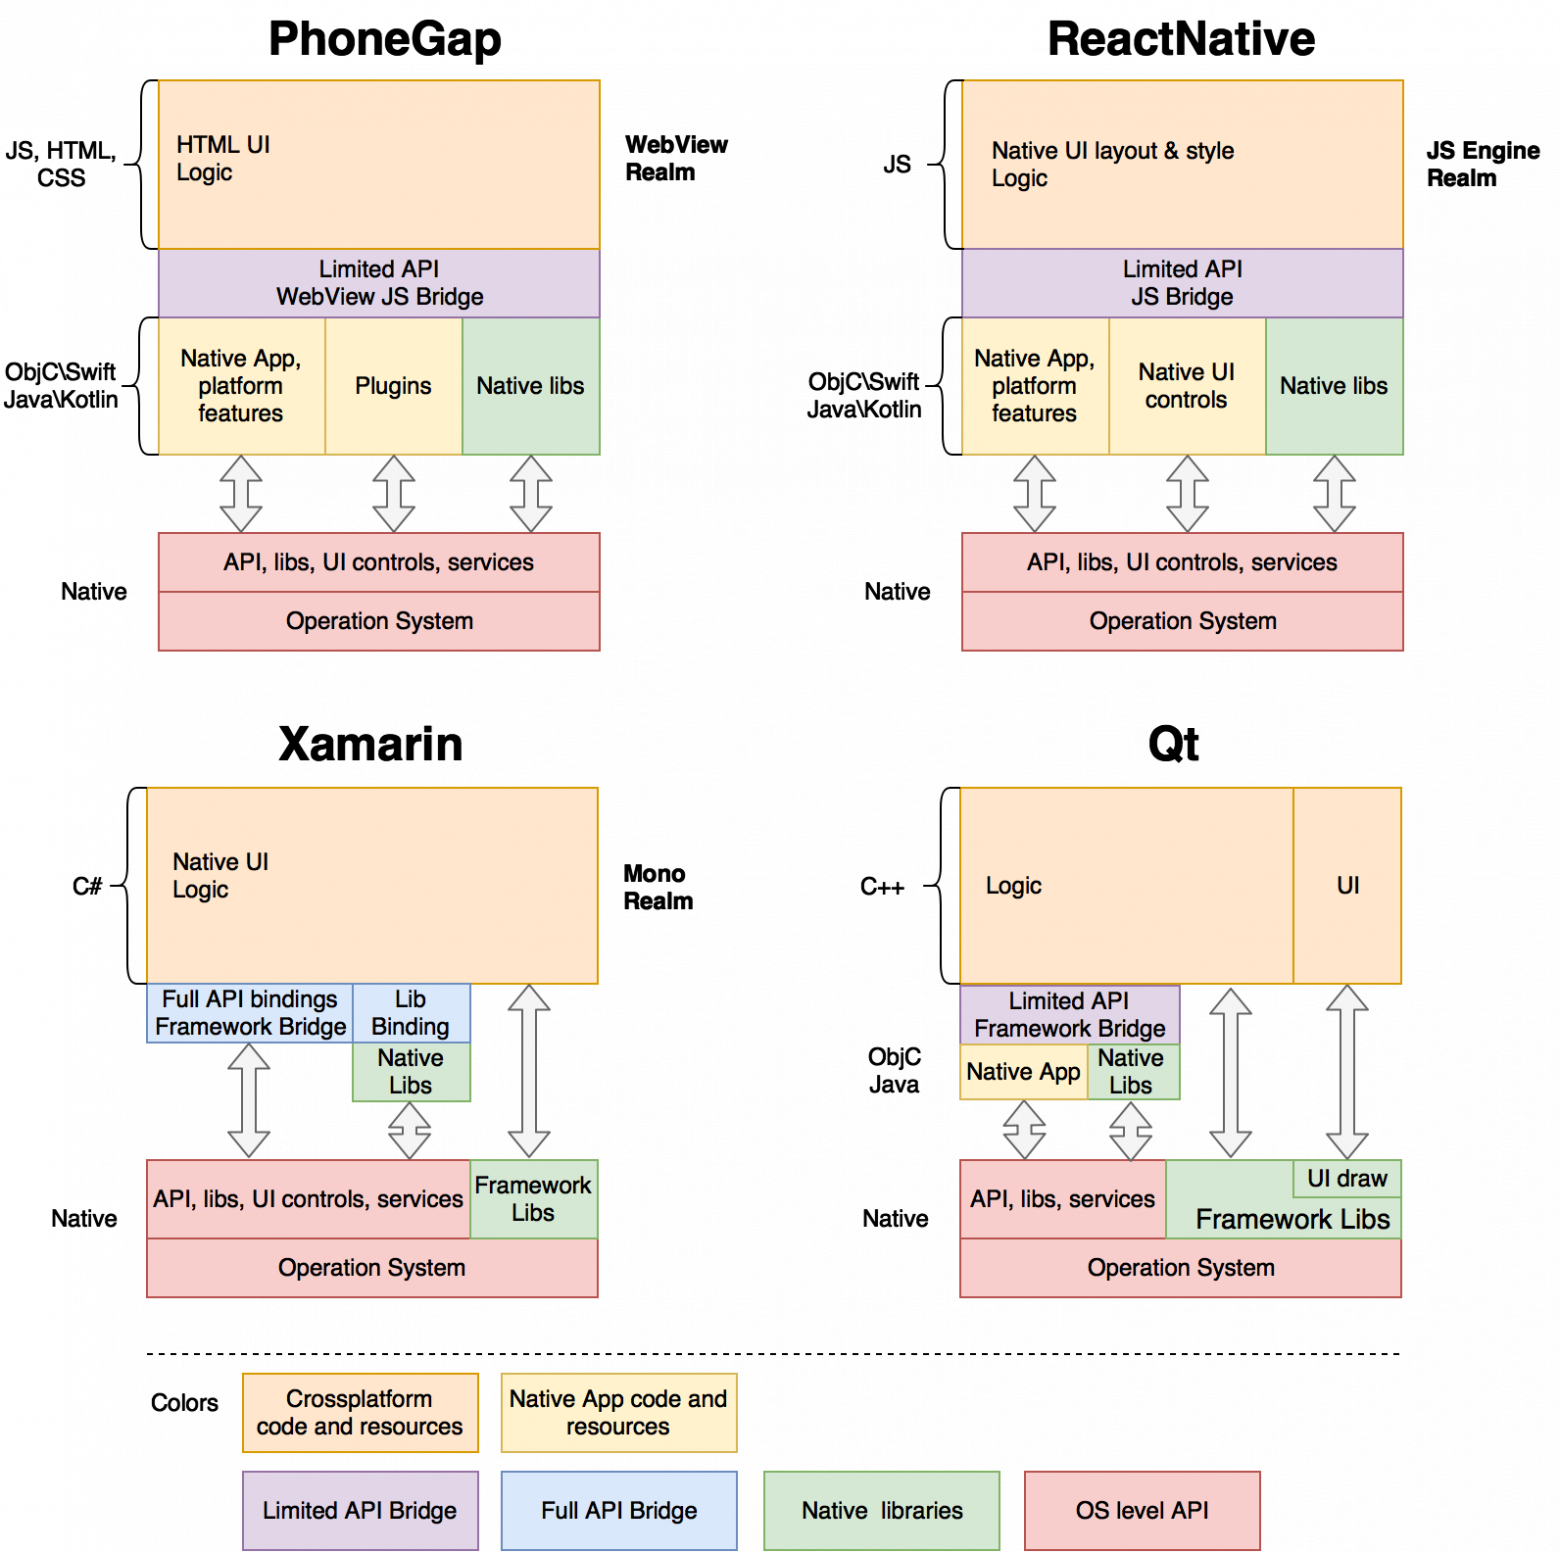 PhoneGap
JS, HTML,
CSS
HTML UI
Logic
WebView
Realm
Limited API
WebView JS Bridge
ObjC\Swift
Java\Kotlin
Native App,
platform
features
Plugins
Native libs
Native
API, libs, UI controls, services
Operation System
ReactNative
JS
Native UI layout & style
Logic
JS Engine
Realm
Limited API
JS Bridge
ObjC\Swift
Java\Kotlin
Native App,
platform
features
Native UI
controls
Native libs
Native
API, libs, UI controls, services
Operation System
Xamarin
C#
Native UI
Logic
Mono
Realm
Full API bindings
Framework Bridge
Lib
Binding
Native
Libs
Native
API, libs, UI controls, services
Framework
Libs
Operation System
Qt
C++
Logic
UI
Limited API
Framework Bridge
ObjC
Java
Native App
Native
Libs
Native
API, libs, services
UI draw
Framework Libs
Operation System
Colors
Crossplatform
code and resources
Native App code and
resources
Limited API Bridge
Full API Bridge
Native libraries
OS level API